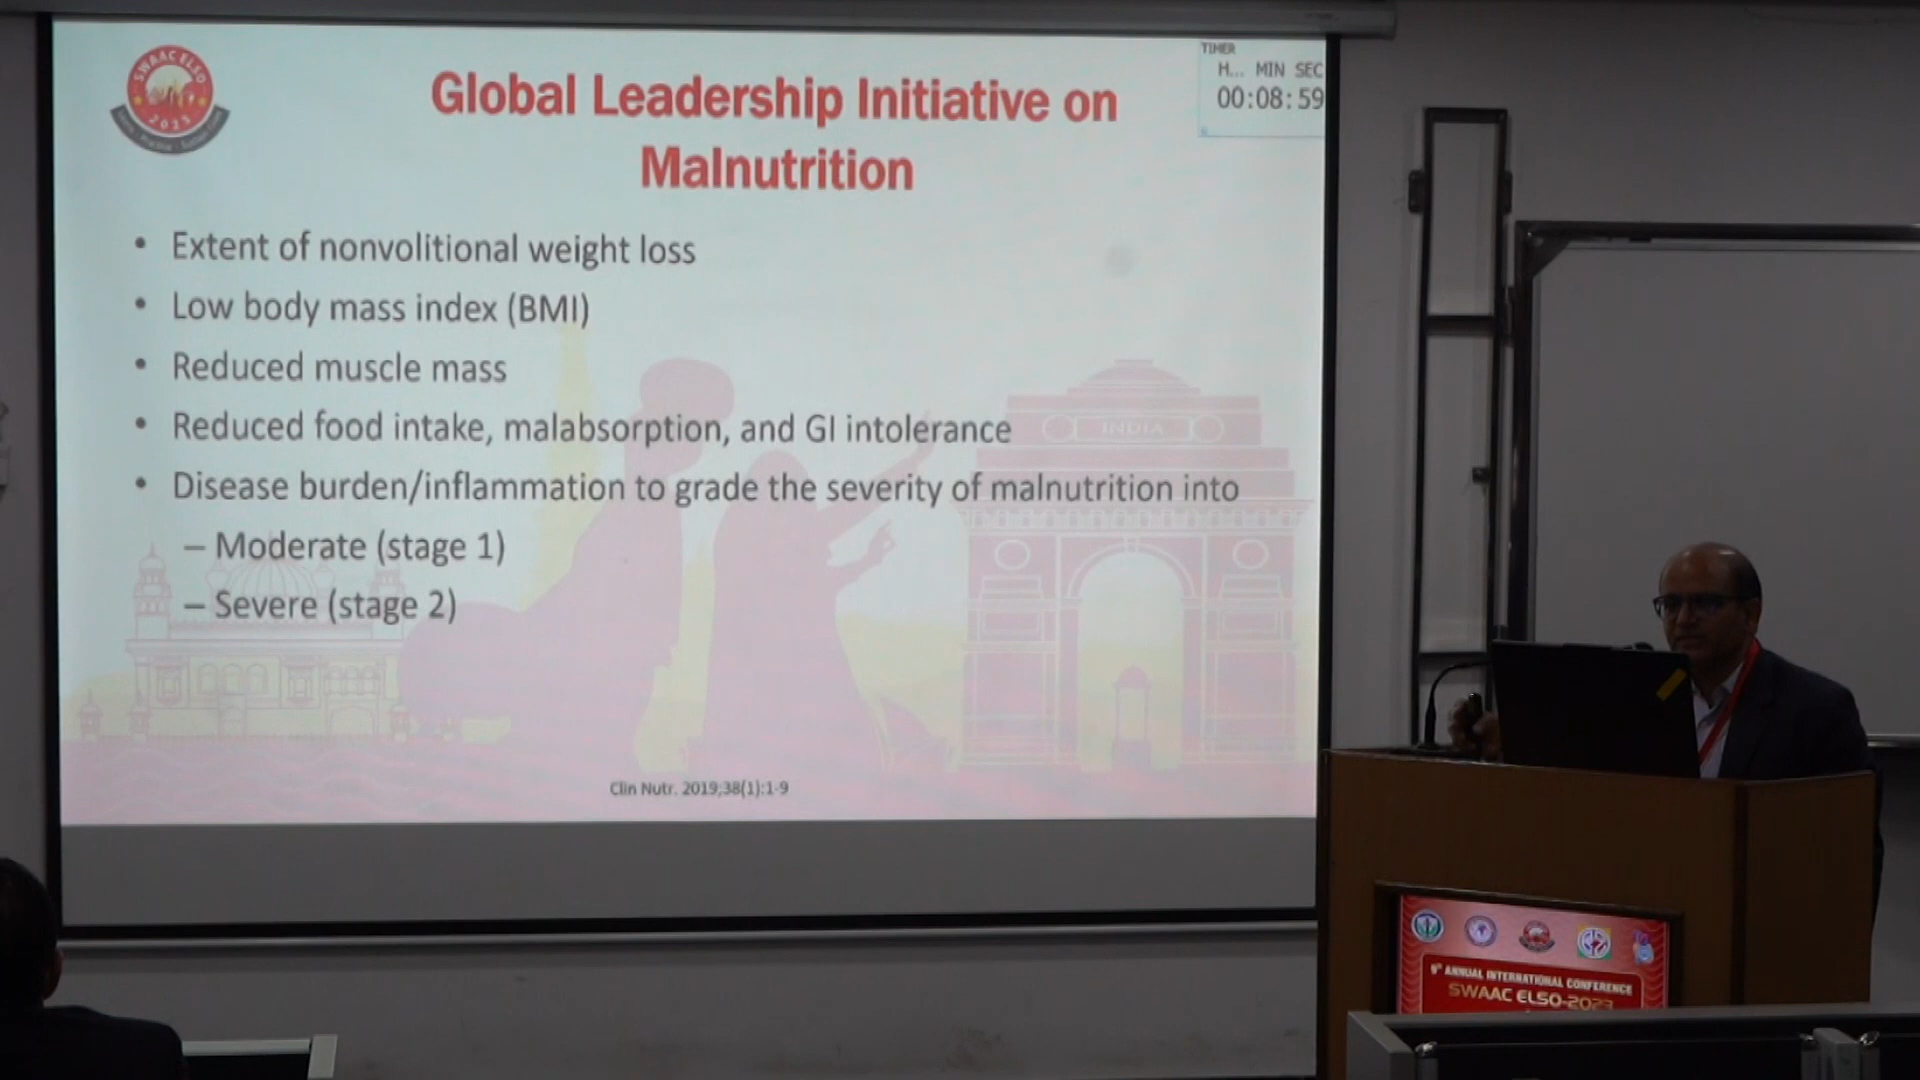 SWAAC ELSO
2023
Global Leadership Initiative on
Malnutrition
TIMER
H... MIN SEC
00:08:59
• Extent of nonvolitional weight loss
• Low body mass index (BMI)
• Reduced muscle mass
• Reduced food intake, malabsorption, and GI intolerance
INDIA
• Disease burden/inflammation to grade the severity of malnutrition into
– Moderate (stage 1)
– Severe (stage 2)
Clin Nutr. 2019;38(1):1-9
ANNUAL INTERNATIONAL CONFERENCE
SWAAC ELSO-2023